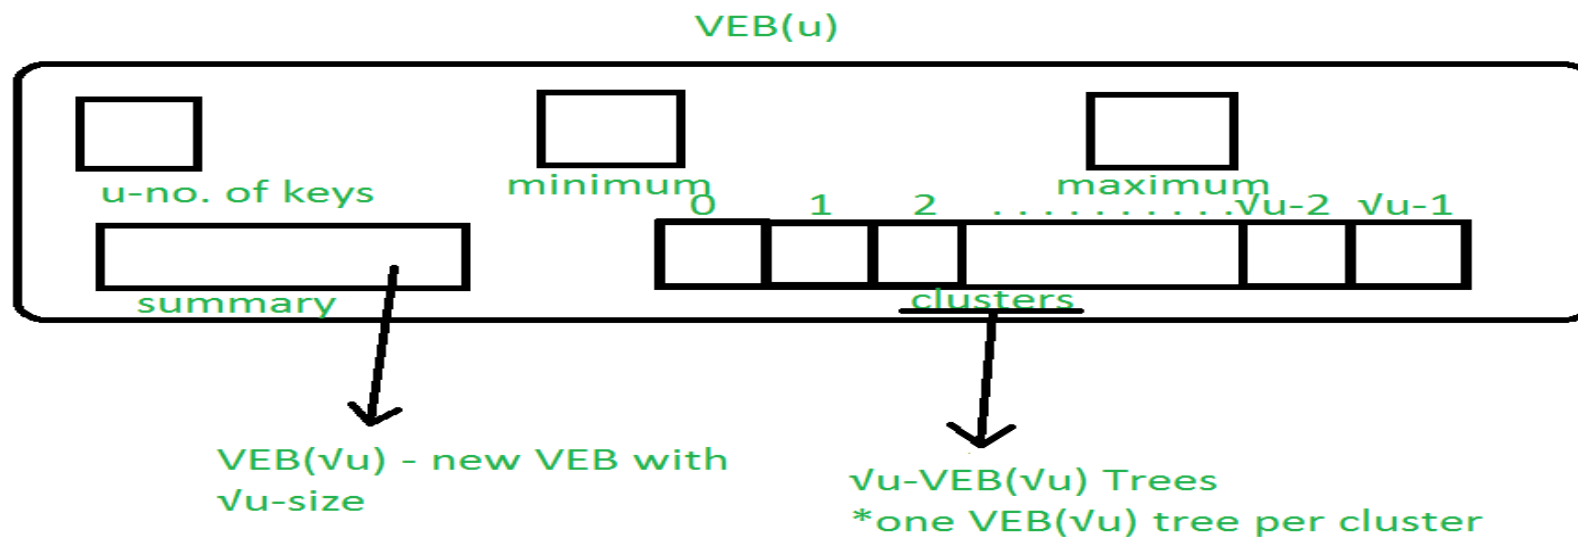 VEB(u)
u-no. of keys
minimum
maximum
0 1 2 .......... √u-2 √u-1
summary
clusters
VEB(√u) - new VEB with
√u-size
√u-VEB(√u) Trees
*one VEB(√u) tree per cluster